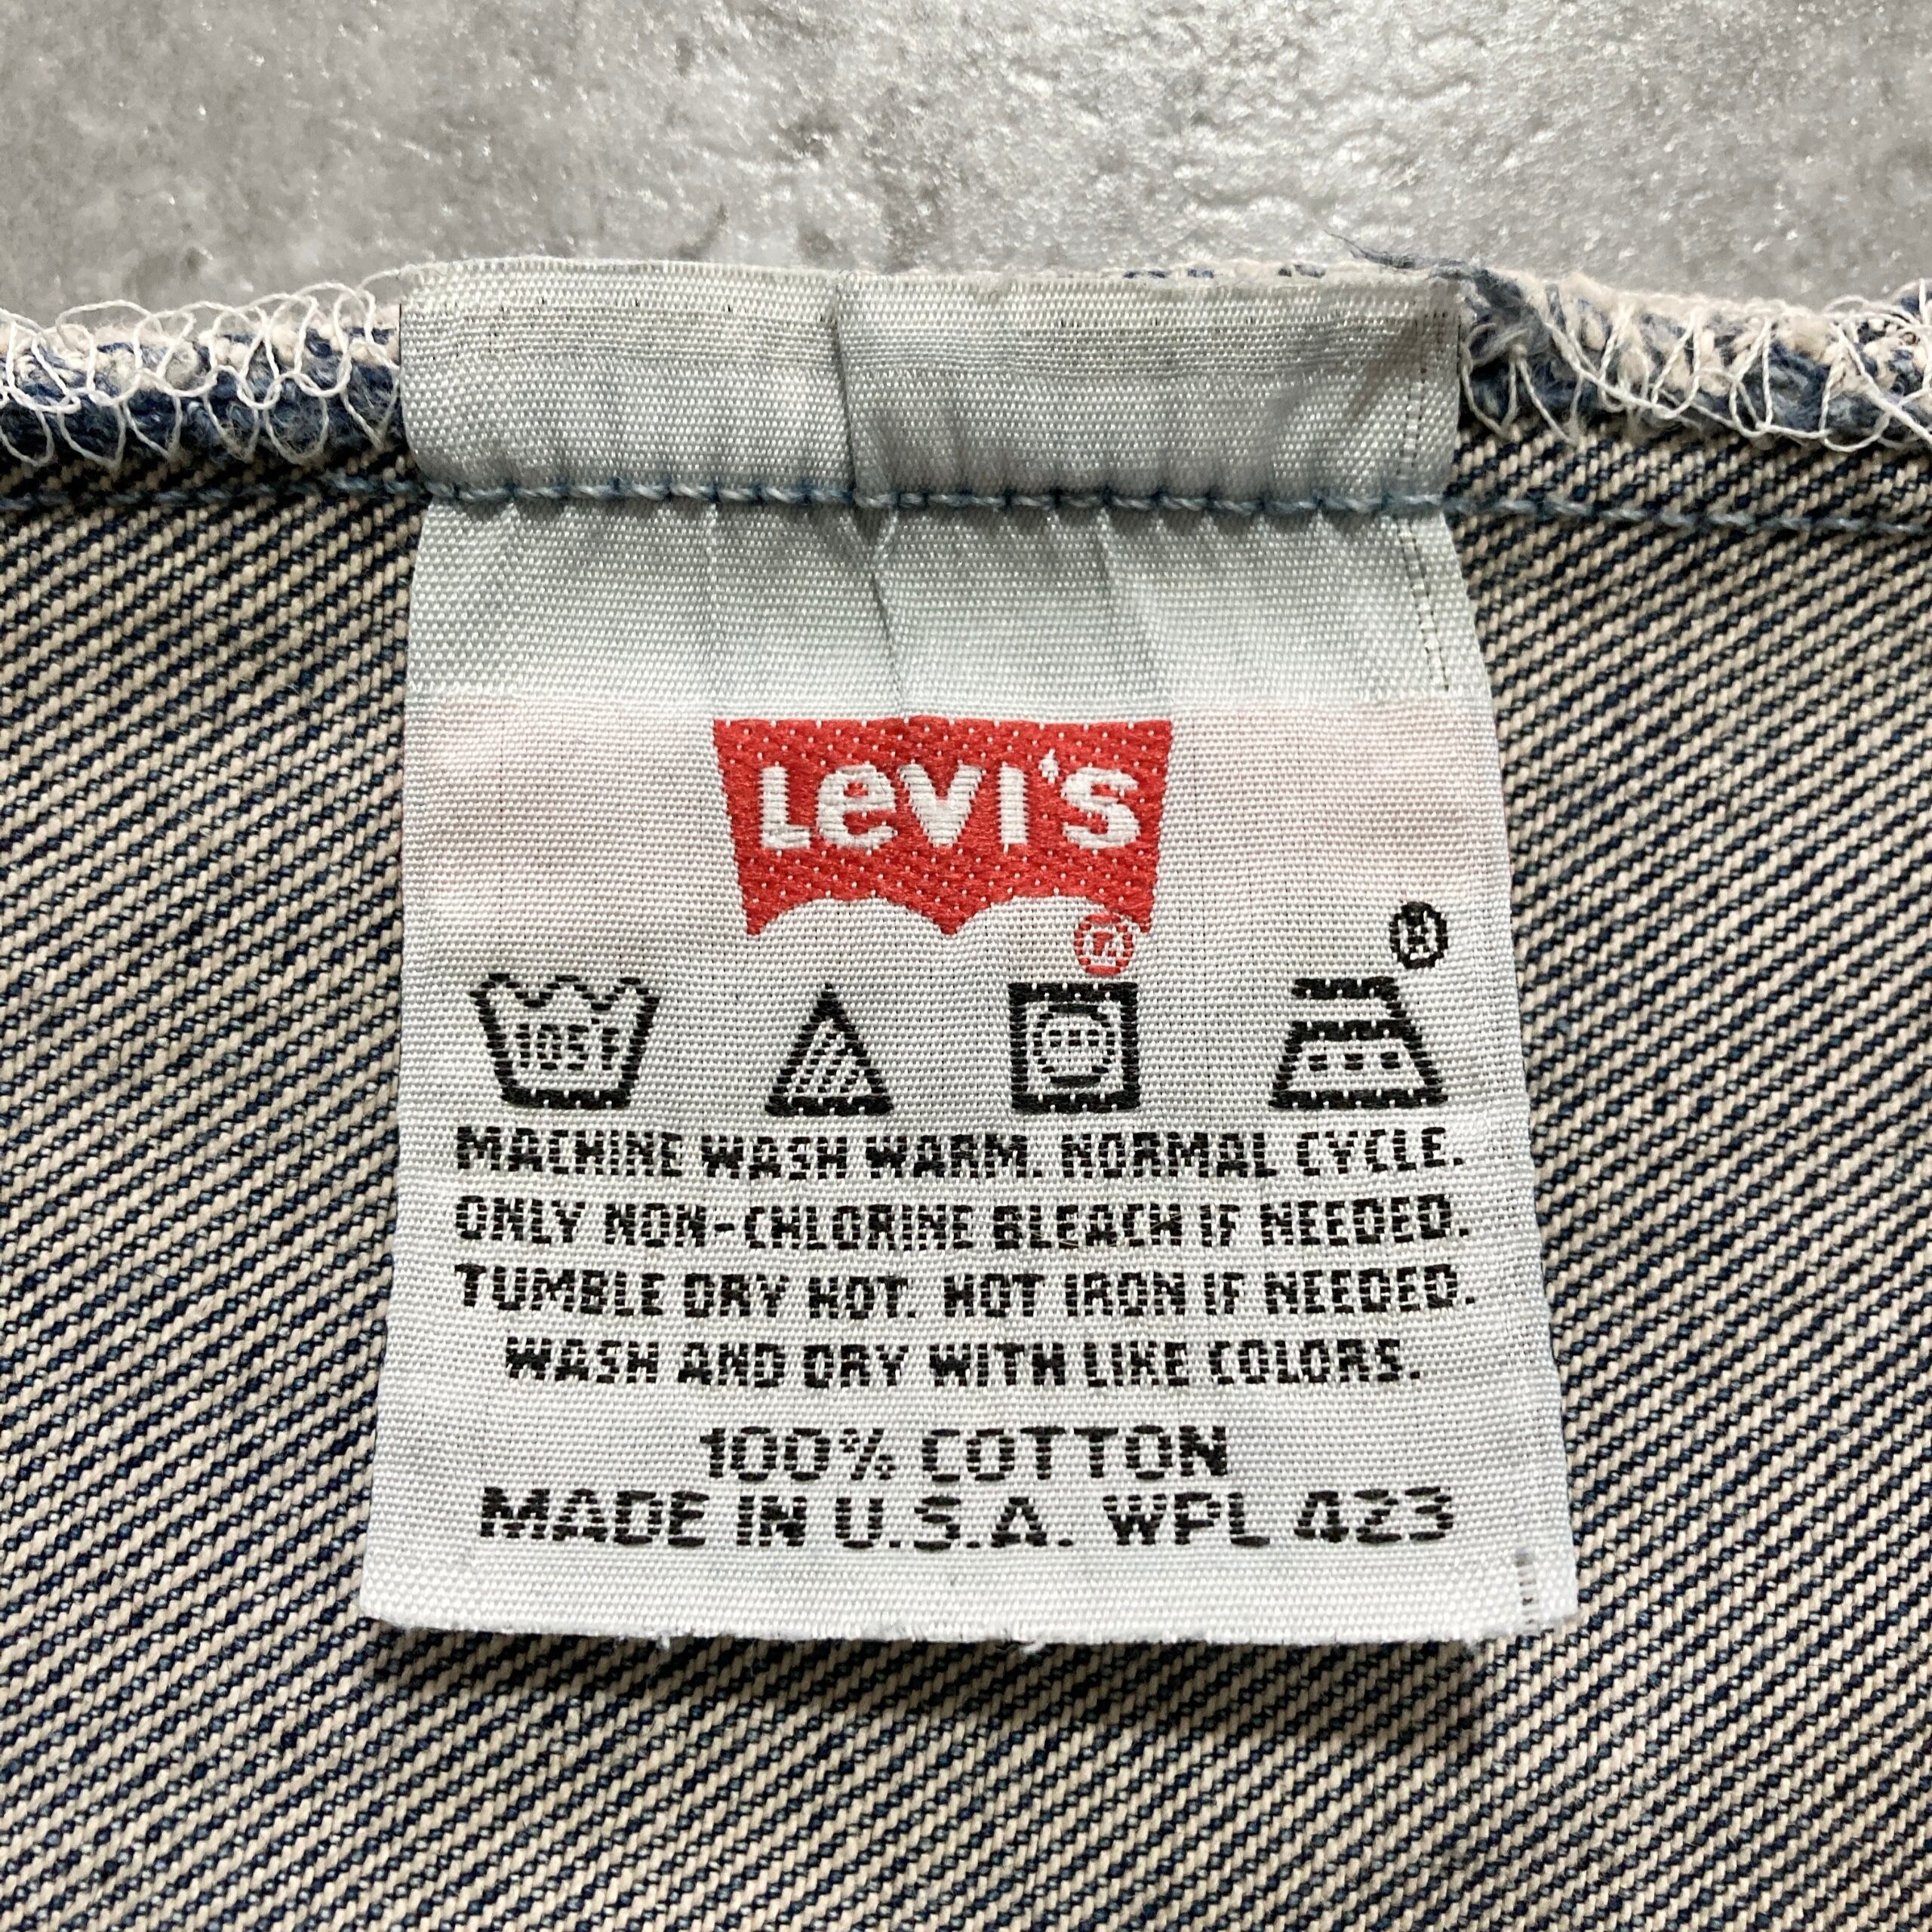 Levi's
®
®
105F
MACHINE WASH WARM. NORMAL CYCLE.
ONLY NON-CHLORINE BLEACH IF NEEDED.
TUMBLE DRY HOT. HOT IRON IF NEEDED.
WASH AND DRY WITH LIKE COLORS.
100% COTTON
MADE IN U.S.A. WPL 423